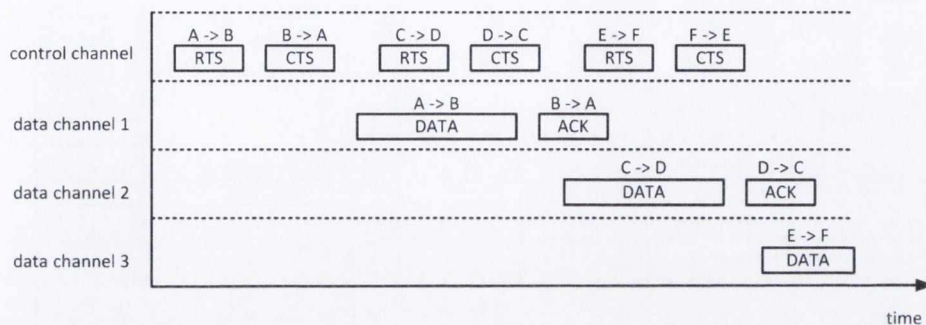 A -> B B -> A C -> D D -> C E -> F F -> E
control channel RTS CTS RTS CTS RTS CTS
A -> B B -> A
data channel 1 DATA ACK
C -> D D -> C
data channel 2 DATA ACK
E -> F
data channel 3 DATA
time